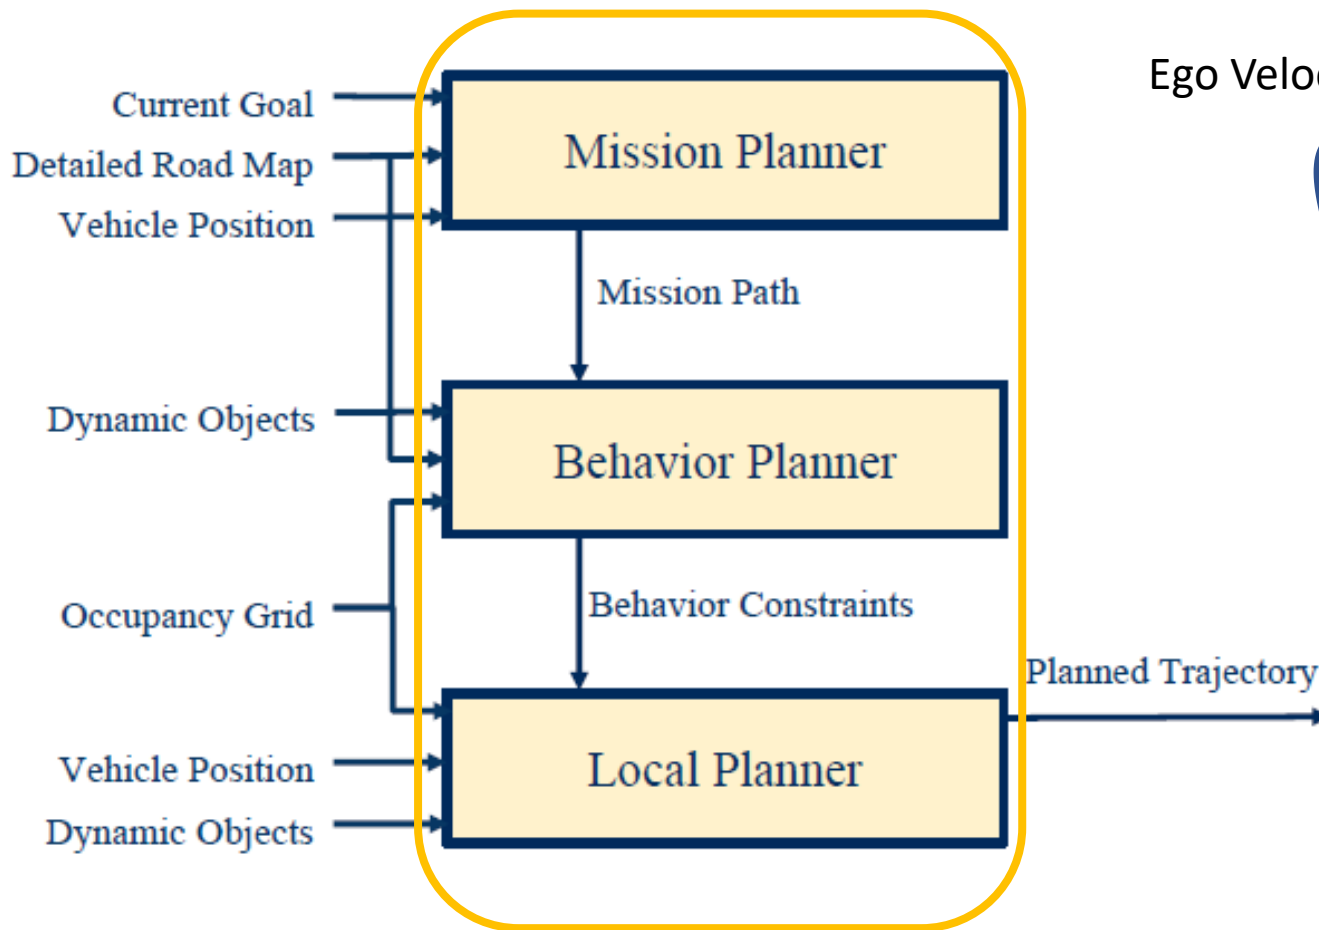 Ego
Current Goal
Detailed Road Map
Vehicle Position
Mission Planner
Mission Path
Dynamic Objects
Behavior Planner
Occupancy Grid
Behavior Constraints
Planned Trajectory
Vehicle Position
Local Planner
Dynamic Objects